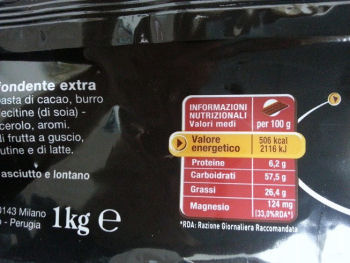 fondente extra
pasta di cacao, burro
lecitine (di soia) -
cerolo, aromi.
di frutta a guscio,
lutine e di latte.
asciutto e lontano
0143 Milano
- Perugia
1kg e
INFORMAZIONI
NUTRIZIONALI
Valori medi per 100 g
Valore energetico 506 kcal
2116 kJ
Proteine 6,2 g
Carboidrati 57,5 g
Grassi 26,4 g
Magnesio 124 mg
(33,0%RDA*)
*RDA: Razione Giornaliera Raccomandata